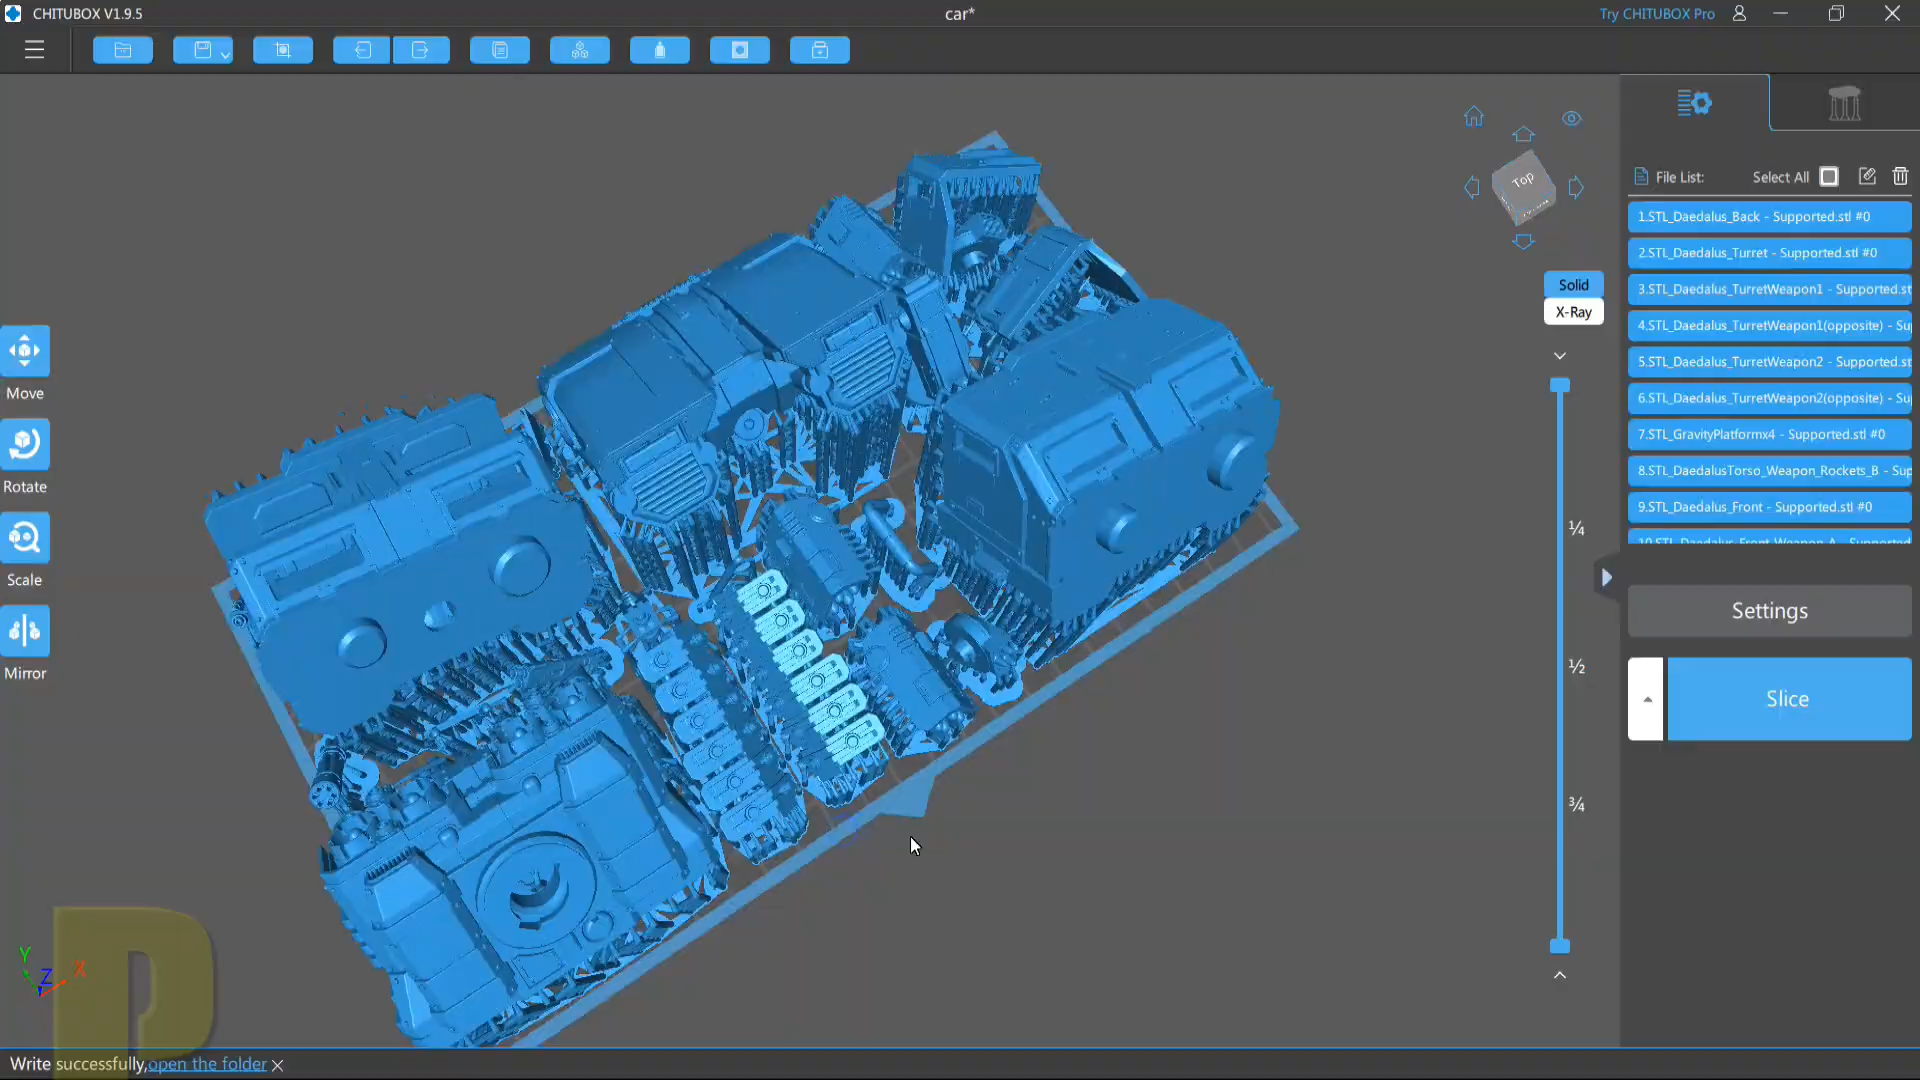 CHITUBOX V1.9.5
car*
Try CHITUBOX Pro
File List:
Select All
Top
1.STL_Daedalus_Back - Supported.stl #0
2.STL_Daedalus_Turret - Supported.stl #0
3.STL_Daedalus_TurretWeapon1 - Supported.st
4.STL_Daedalus_TurretWeapon1(opposite) - Su
5.STL_Daedalus_TurretWeapon2 - Supported.st
6.STL_Daedalus_TurretWeapon2(opposite) - Su
7.STL_GravityPlatformx4 - Supported.stl #0
8.STL_DaedalusTorso_Weapon_Rockets_B - Sup
9.STL_Daedalus_Front - Supported.stl #0
10.STL_Daedalus_Front_Weapon_A - Supported
Solid
X-Ray
Move
Rotate
Scale
Mirror
¼
½
¾
Settings
Slice
Y
Z
X
P
Write successfully,open the folder